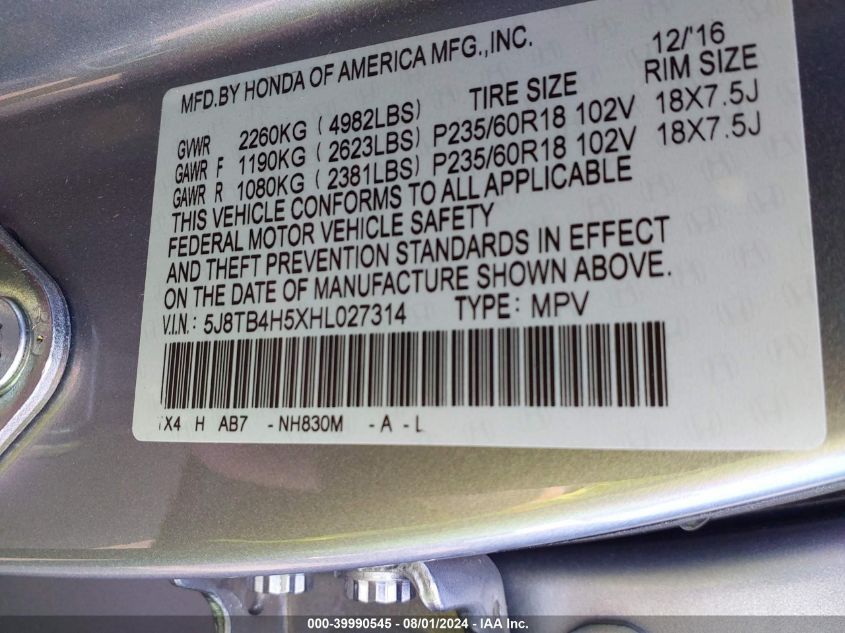 MFD.BY HONDA OF AMERICA MFG.,INC. 12/'16
TIRE SIZE RIM SIZE
GVWR 2260KG (4982LBS)
GAWR F 1190KG (2623LBS) P235/60R18 102V 18X7.5J
GAWR R 1080KG (2381LBS) P235/60R18 102V 18X7.5J
THIS VEHICLE CONFORMS TO ALL APPLICABLE
FEDERAL MOTOR VEHICLE SAFETY
AND THEFT PREVENTION STANDARDS IN EFFECT
ON THE DATE OF MANUFACTURE SHOWN ABOVE.
V.I.N.: 5J8TB4H5XHL027314 TYPE: MPV
TX4 H AB7 -NH830M -A -L
000-39990545 - 08/01/2024 - IAA Inc.